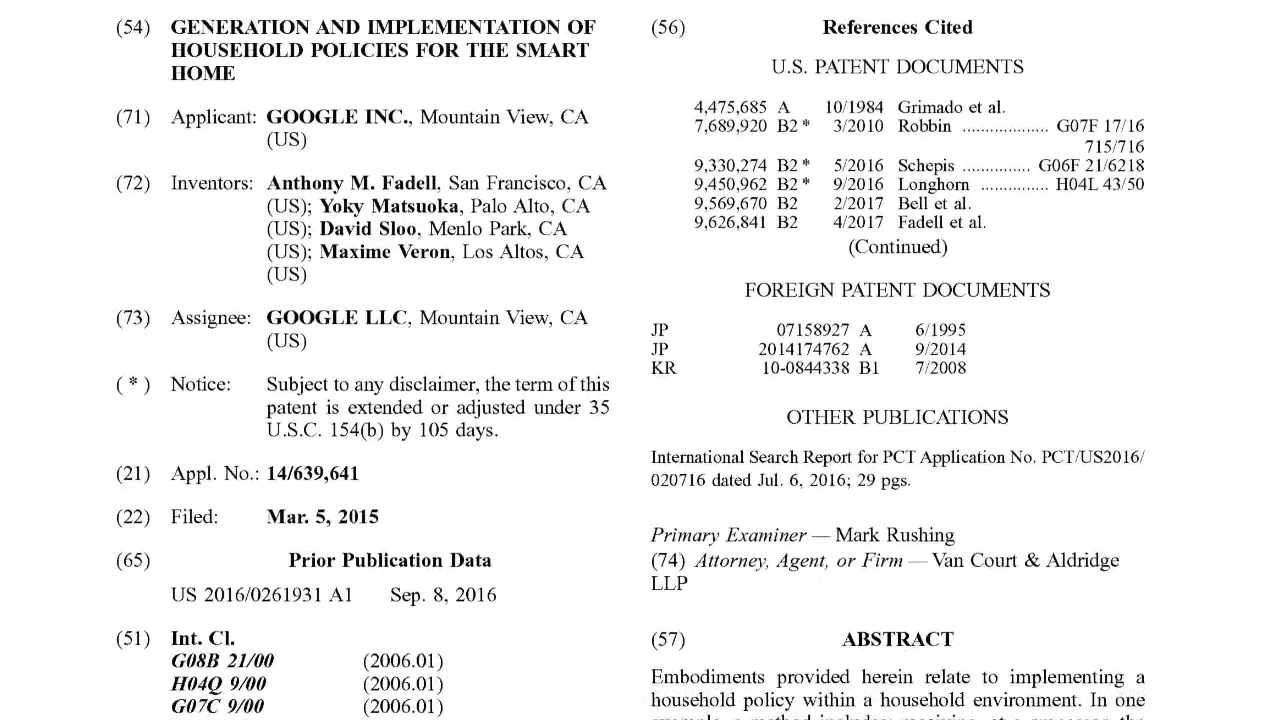 (54) GENERATION AND IMPLEMENTATION OF
HOUSEHOLD POLICIES FOR THE SMART
HOME
(71) Applicant: GOOGLE INC., Mountain View, CA
(US)
(72) Inventors: Anthony M. Fadell, San Francisco, CA
(US); Yoky Matsuoka, Palo Alto, CA
(US); David Sloo, Menlo Park, CA
(US); Maxime Veron, Los Altos, CA
(US)
(73) Assignee: GOOGLE LLC, Mountain View, CA
(US)
( * ) Notice: Subject to any disclaimer, the term of this
patent is extended or adjusted under 35
U.S.C. 154(b) by 105 days.
(21) Appl. No.: 14/639,641
(22) Filed: Mar. 5, 2015
(65) Prior Publication Data
US 2016/0261931 A1 Sep. 8, 2016
(51) Int. Cl.
G08B 21/00 (2006.01)
H04Q 9/00 (2006.01)
G07C 9/00 (2006.01)
(56) References Cited
U.S. PATENT DOCUMENTS
4,475,685 A 10/1984 Grimado et al.
7,689,920 B2 * 3/2010 Robbin ................... G07F 17/16
715/716
9,330,274 B2 * 5/2016 Schepis ............... G06F 21/6218
9,450,962 B2 * 9/2016 Longhorn ............... H04L 43/50
9,569,670 B2 2/2017 Bell et al.
9,626,841 B2 4/2017 Fadell et al.
(Continued)
FOREIGN PATENT DOCUMENTS
JP 07158927 A 6/1995
JP 2014174762 A 9/2014
KR 10-0844338 B1 7/2008
OTHER PUBLICATIONS
International Search Report for PCT Application No. PCT/US2016/
020716 dated Jul. 6, 2016; 29 pgs.
Primary Examiner — Mark Rushing
(74) Attorney, Agent, or Firm — Van Court & Aldridge
LLP
(57) ABSTRACT
Embodiments provided herein relate to implementing a
household policy within a household environment. In one